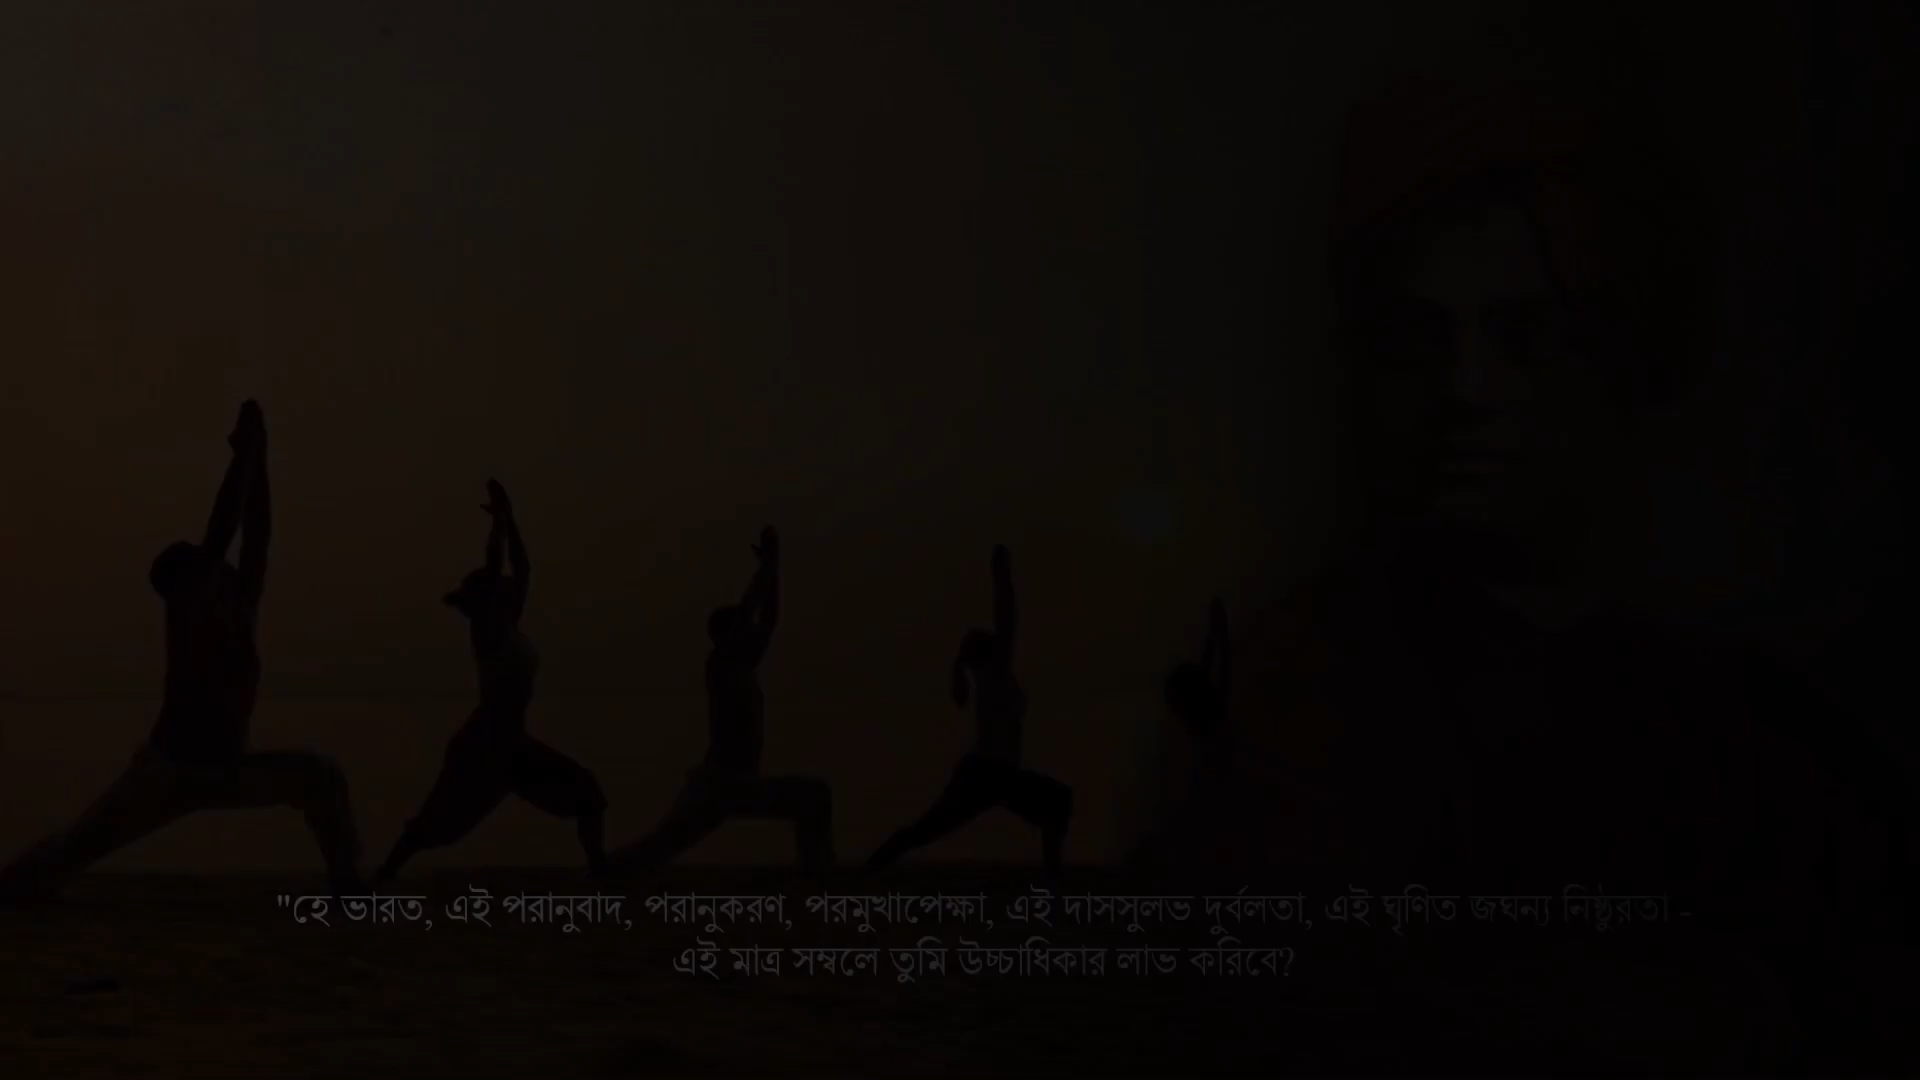 "হে ভারত, এই পরানুবাদ, পরানুকরণ, পরমুখাপেক্ষা, এই দাসসুলভ দুর্বলতা, এই ঘৃণিত জঘন্য নিষ্ঠুরতা -
এই মাত্র সম্বলে তুমি উচ্চাধিকার লাভ করিবে?